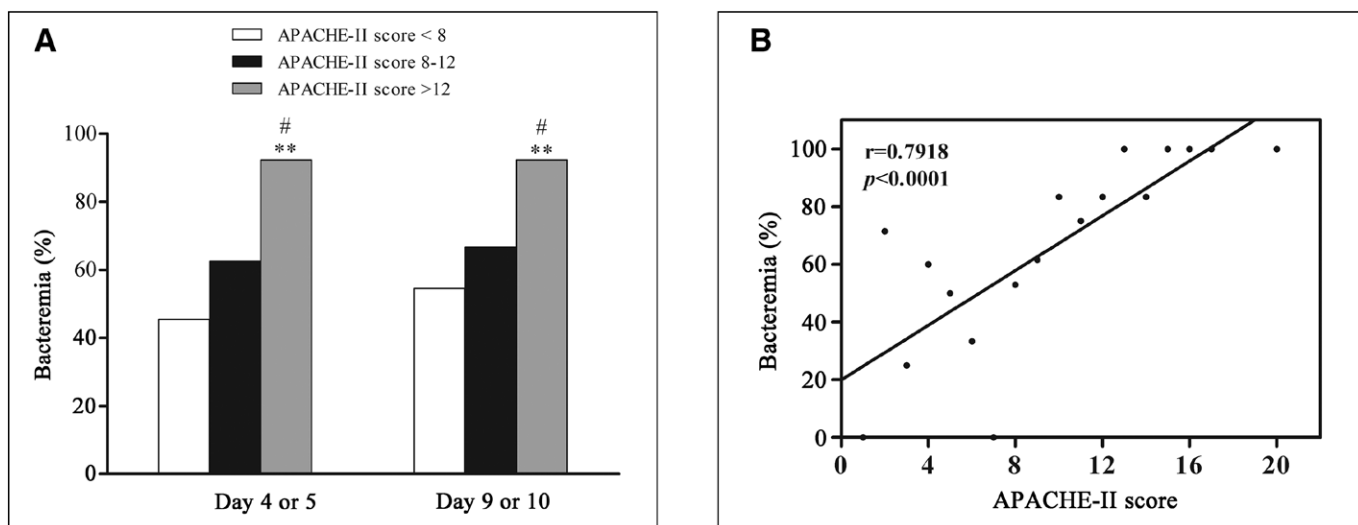 A
APACHE-II score < 8
APACHE-II score 8-12
APACHE-II score >12
Bacteremia (%)
100
80
60
40
20
0
#
**
#
**
Day 4 or 5
Day 9 or 10
B
r=0.7918
p<0.0001
Bacteremia (%)
100
80
60
40
20
0
0 4 8 12 16 20
APACHE-II score